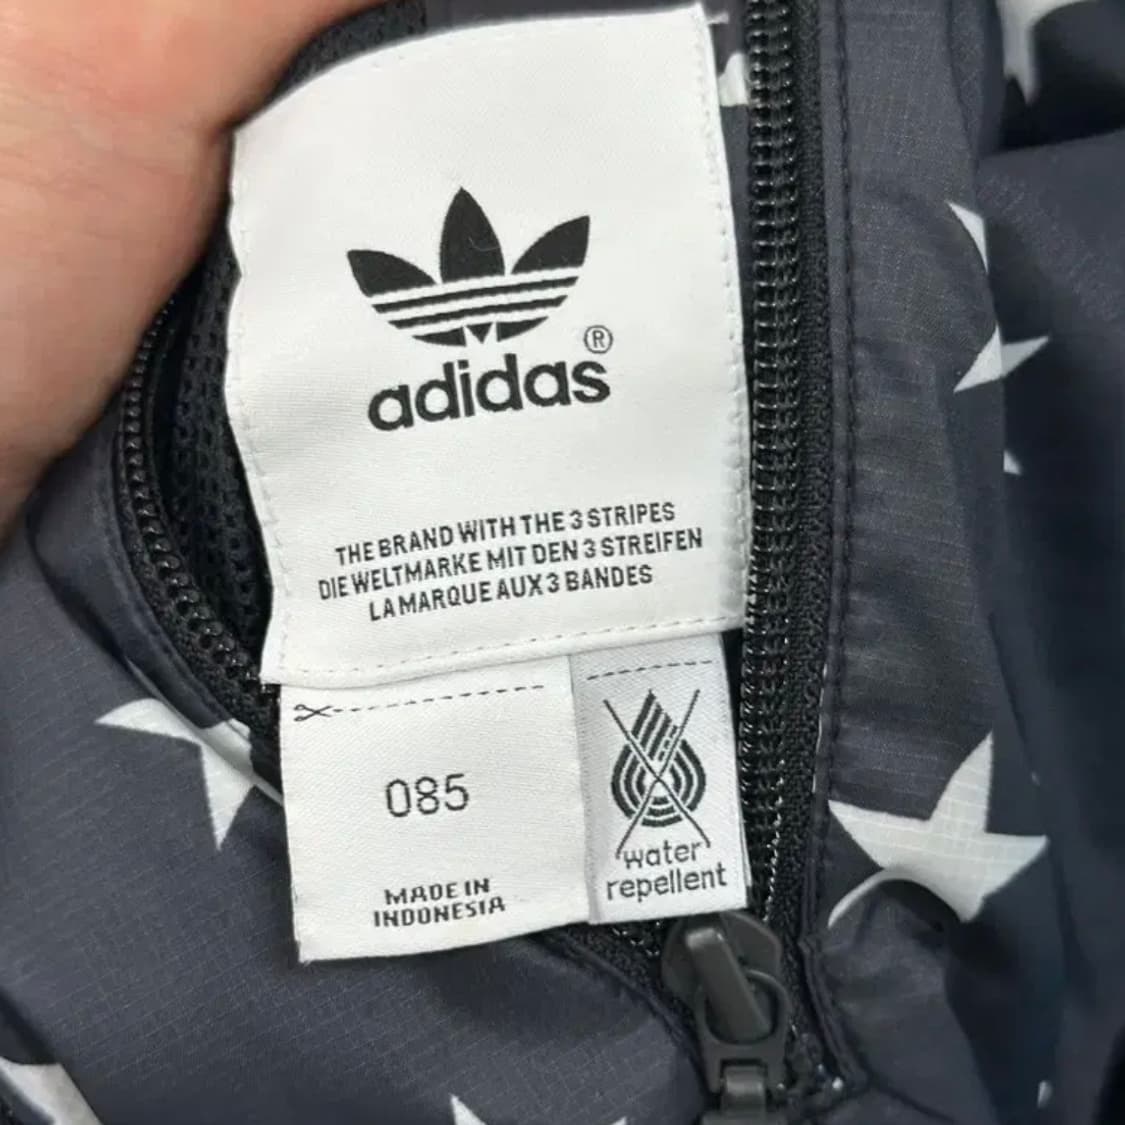 ®
adidas
THE BRAND WITH THE 3 STRIPES
DIE WELTMARKE MIT DEN 3 STREIFEN
LA MARQUE AUX 3 BANDES
085
MADE IN
INDONESIA
water
repellent